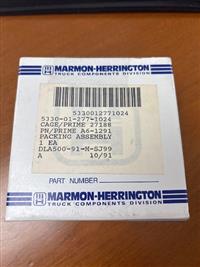 MARMON-HERRINGTON
TRUCK COMPONENTS DIVISION
5330012771024
5330-01-277-1024
CAGE/PRIME 27188
PN/PRIME A6-1291
PACKING ASSEMBLY
1 EA
DLA500-91-M-SJ99
A 10/91
PART NUMBER
MARMON-HERRINGTON
TRUCK COMPONENTS DIVISION